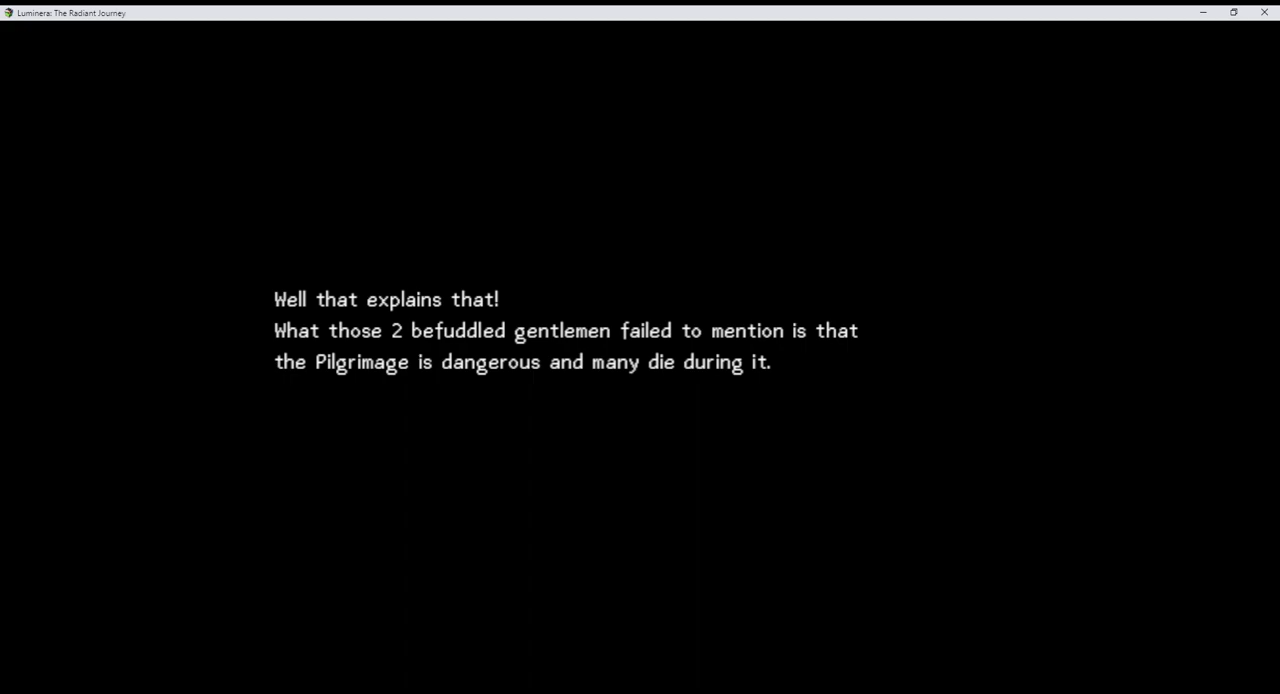 Luminera: The Radiant Journey
Well that explains that!
What those 2 befuddled gentlemen failed to mention is that
the Pilgrimage is dangerous and many die during it.